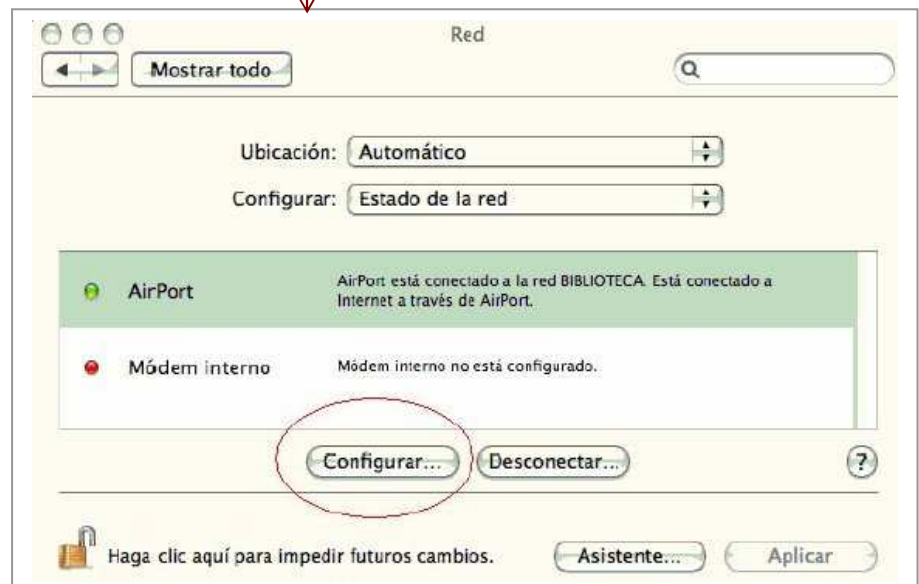 Red
Mostrar todo
Ubicación: Automático
Configurar: Estado de la red
AirPort
AirPort está conectado a la red BIBLIOTECA. Está conectado a
Internet a través de AirPort.
Módem interno
Módem interno no está configurado.
Configurar... Desconectar... ?
Haga clic aquí para impedir futuros cambios. Asistente... Aplicar